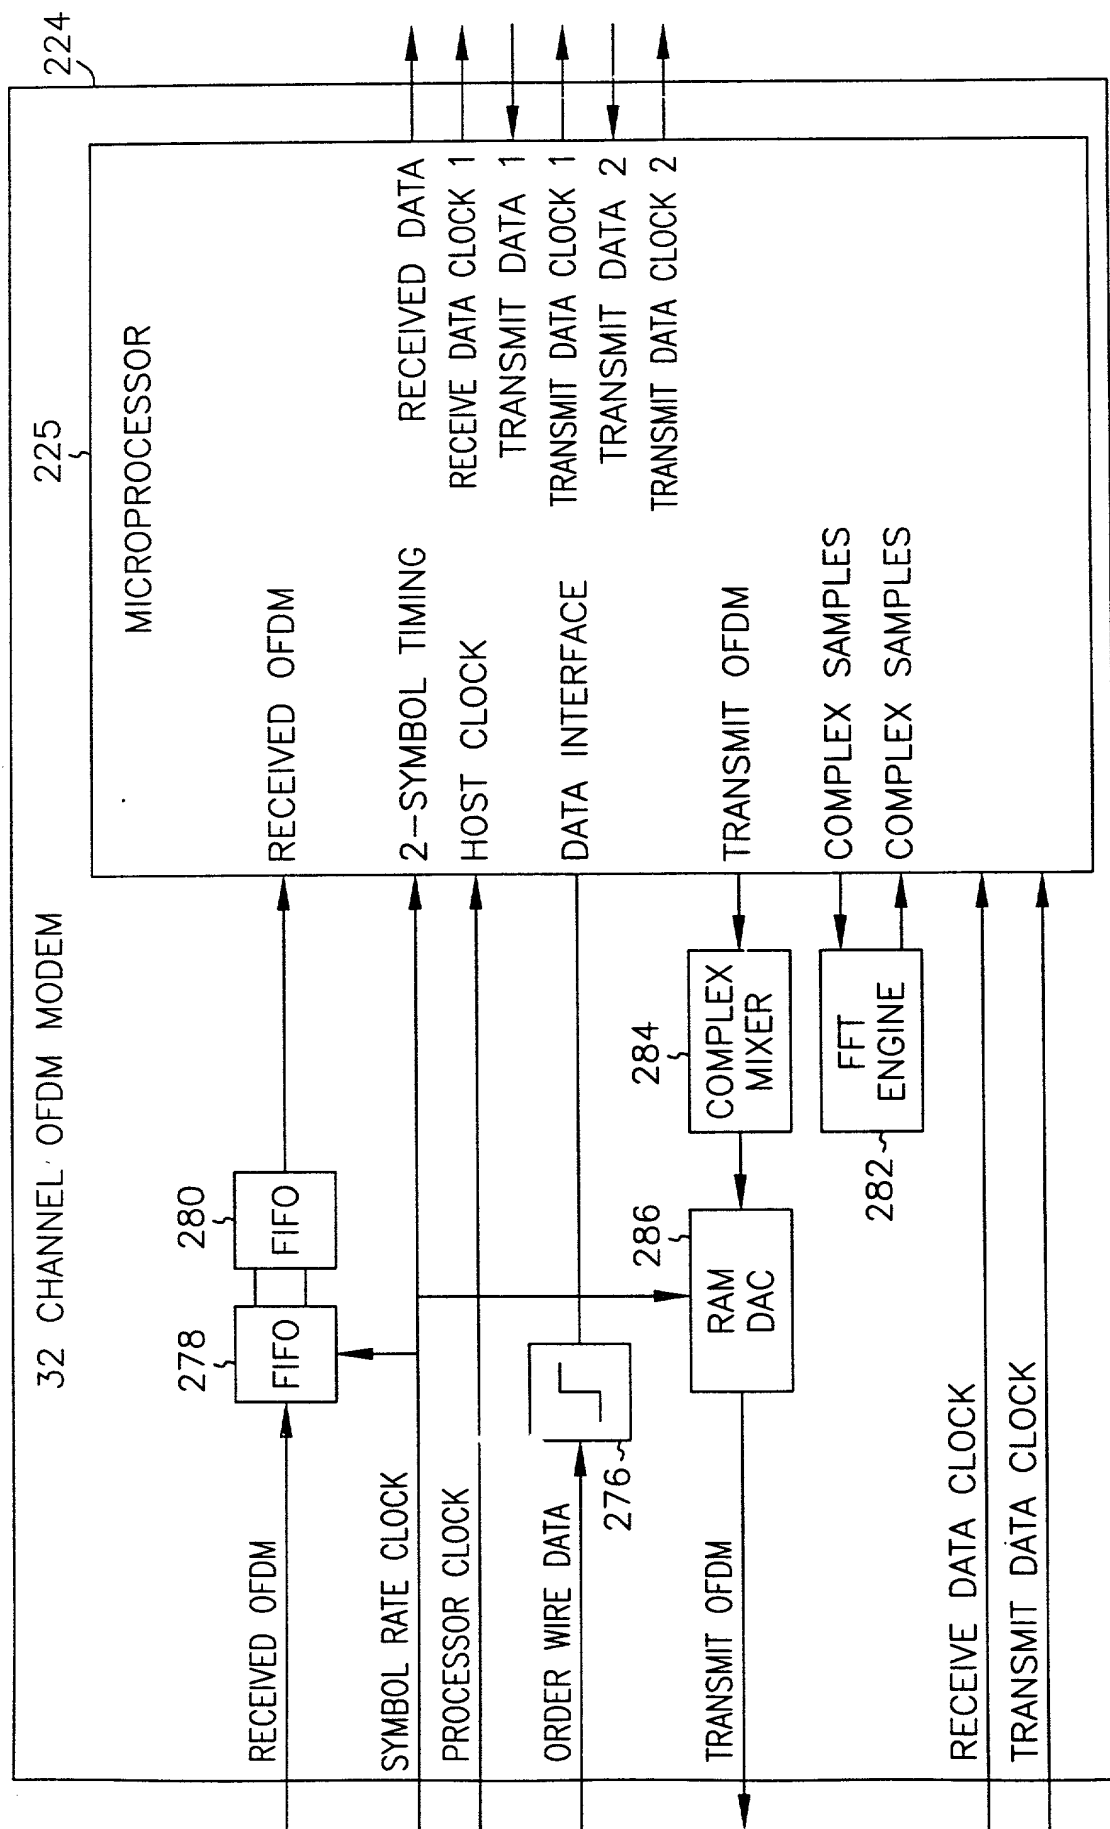 32 CHANNEL OFDM MODEM
224
225
MICROPROCESSOR
RECEIVED OFDM
278
FIFO
280
FIFO
RECEIVED OFDM
SYMBOL RATE CLOCK
2-SYMBOL TIMING
RECEIVED DATA
PROCESSOR CLOCK
HOST CLOCK
RECEIVE DATA CLOCK 1
TRANSMIT DATA 1
ORDER WIRE DATA
276
DATA INTERFACE
TRANSMIT DATA CLOCK 1
TRANSMIT DATA 2
TRANSMIT DATA CLOCK 2
TRANSMIT OFDM
286
RAM
DAC
284
COMPLEX
MIXER
TRANSMIT OFDM
282
FFT
ENGINE
COMPLEX SAMPLES
COMPLEX SAMPLES
RECEIVE DATA CLOCK
TRANSMIT DATA CLOCK